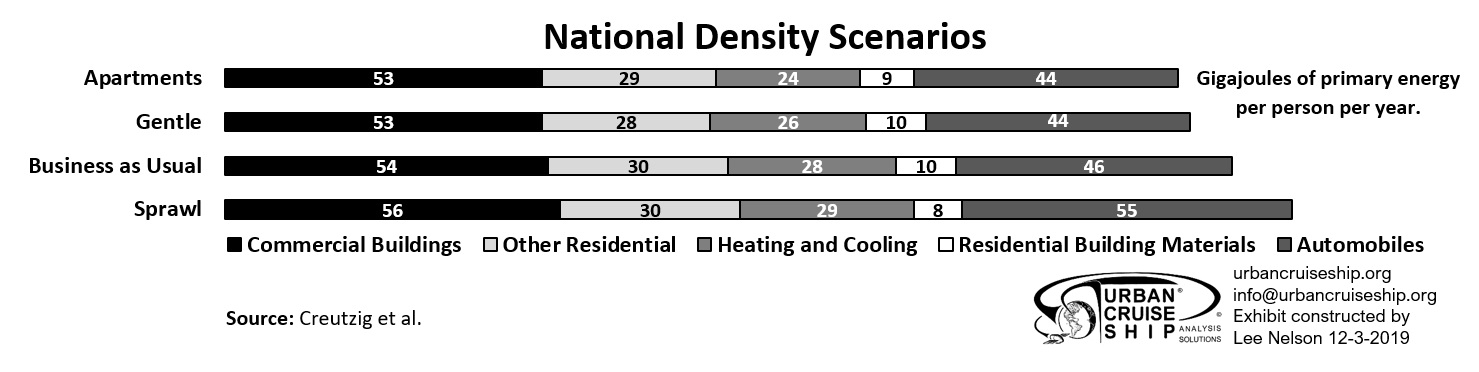 National Density Scenarios
Apartments 53 29 24 9 44
Gigajoules of primary energy
per person per year.
Gentle 53 28 26 10 44
Business as Usual 54 30 28 10 46
Sprawl 56 30 29 8 55
Commercial Buildings Other Residential Heating and Cooling Residential Building Materials Automobiles
Source: Creutzig et al.
URBAN®
CRUISE©
SHIP ANALYSIS
SOLUTIONS
urbancruiseship.org
info@urbancruiseship.org
Exhibit constructed by
Lee Nelson 12-3-2019